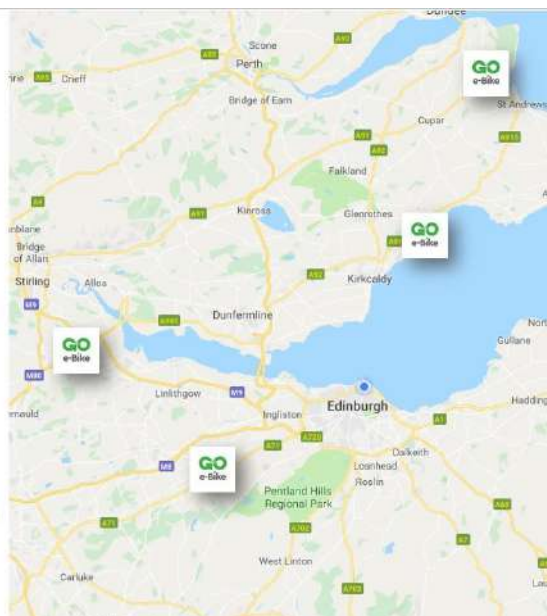 Dundee
Scone
A90
Perth
A85
A85
Crieff
GO
e-Bike
Bridge of Earn
St Andrews
A91
Cupar
A92
A915
Falkland
A9
A91
Kinross
Glenrothes
GO
e-Bike
Bridge
of Allan
Stirling
Alloa
A92
Kirkcaldy
M9
A985
Dunfermline
GO
e-Bike
Gullane
M80
Linlithgow
M9
Edinburgh
Ingliston
A720
A1
A71
GO
e-Bike
M8
Dalkeith
Loanhead
Roslin
Pentland Hills
Regional Park
A71
A702
A7
West Linton
Carluke
A703